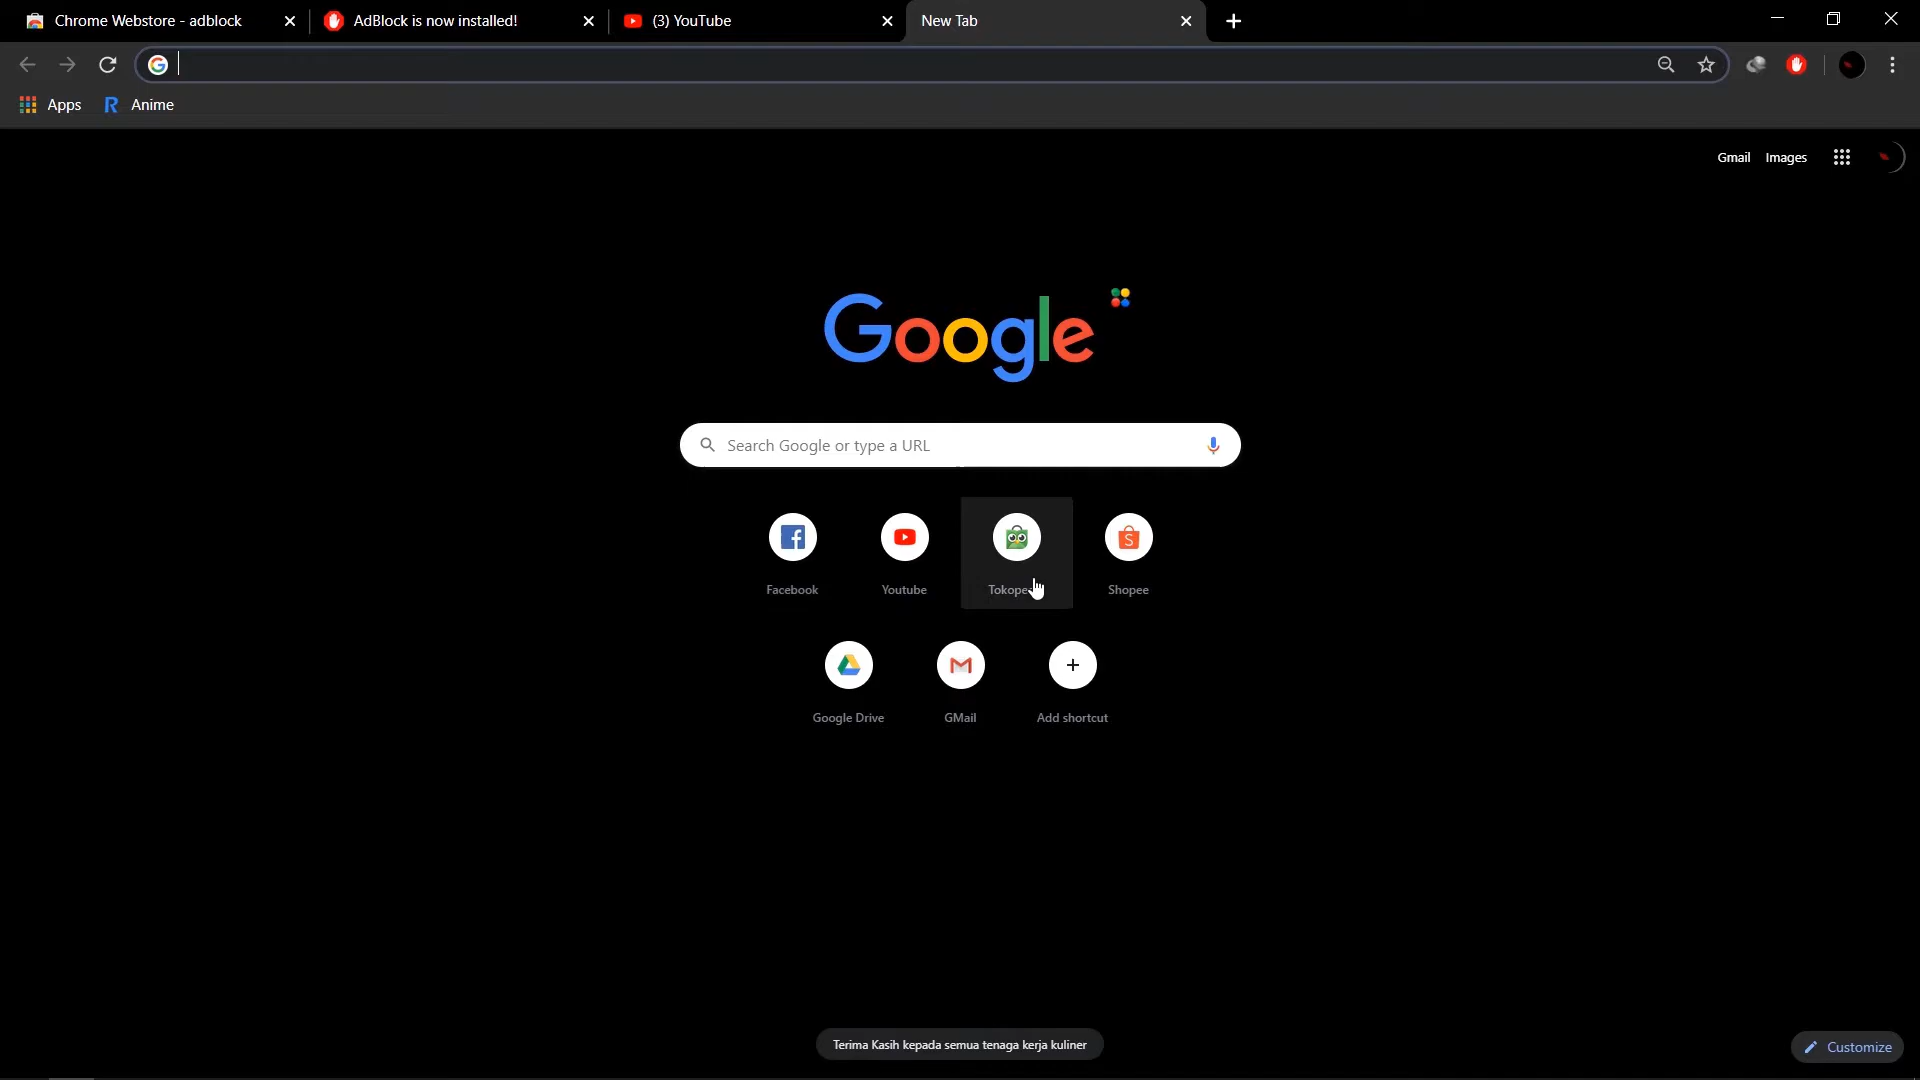 Chrome Webstore - adblock
AdBlock is now installed!
(3) YouTube
New Tab
Apps
Anime
Gmail
Images
Google
Search Google or type a URL
Facebook
Youtube
Shopee
Google Drive
GMail
Add shortcut
Terima Kasih kepada semua tenaga kerja kuliner
Customize